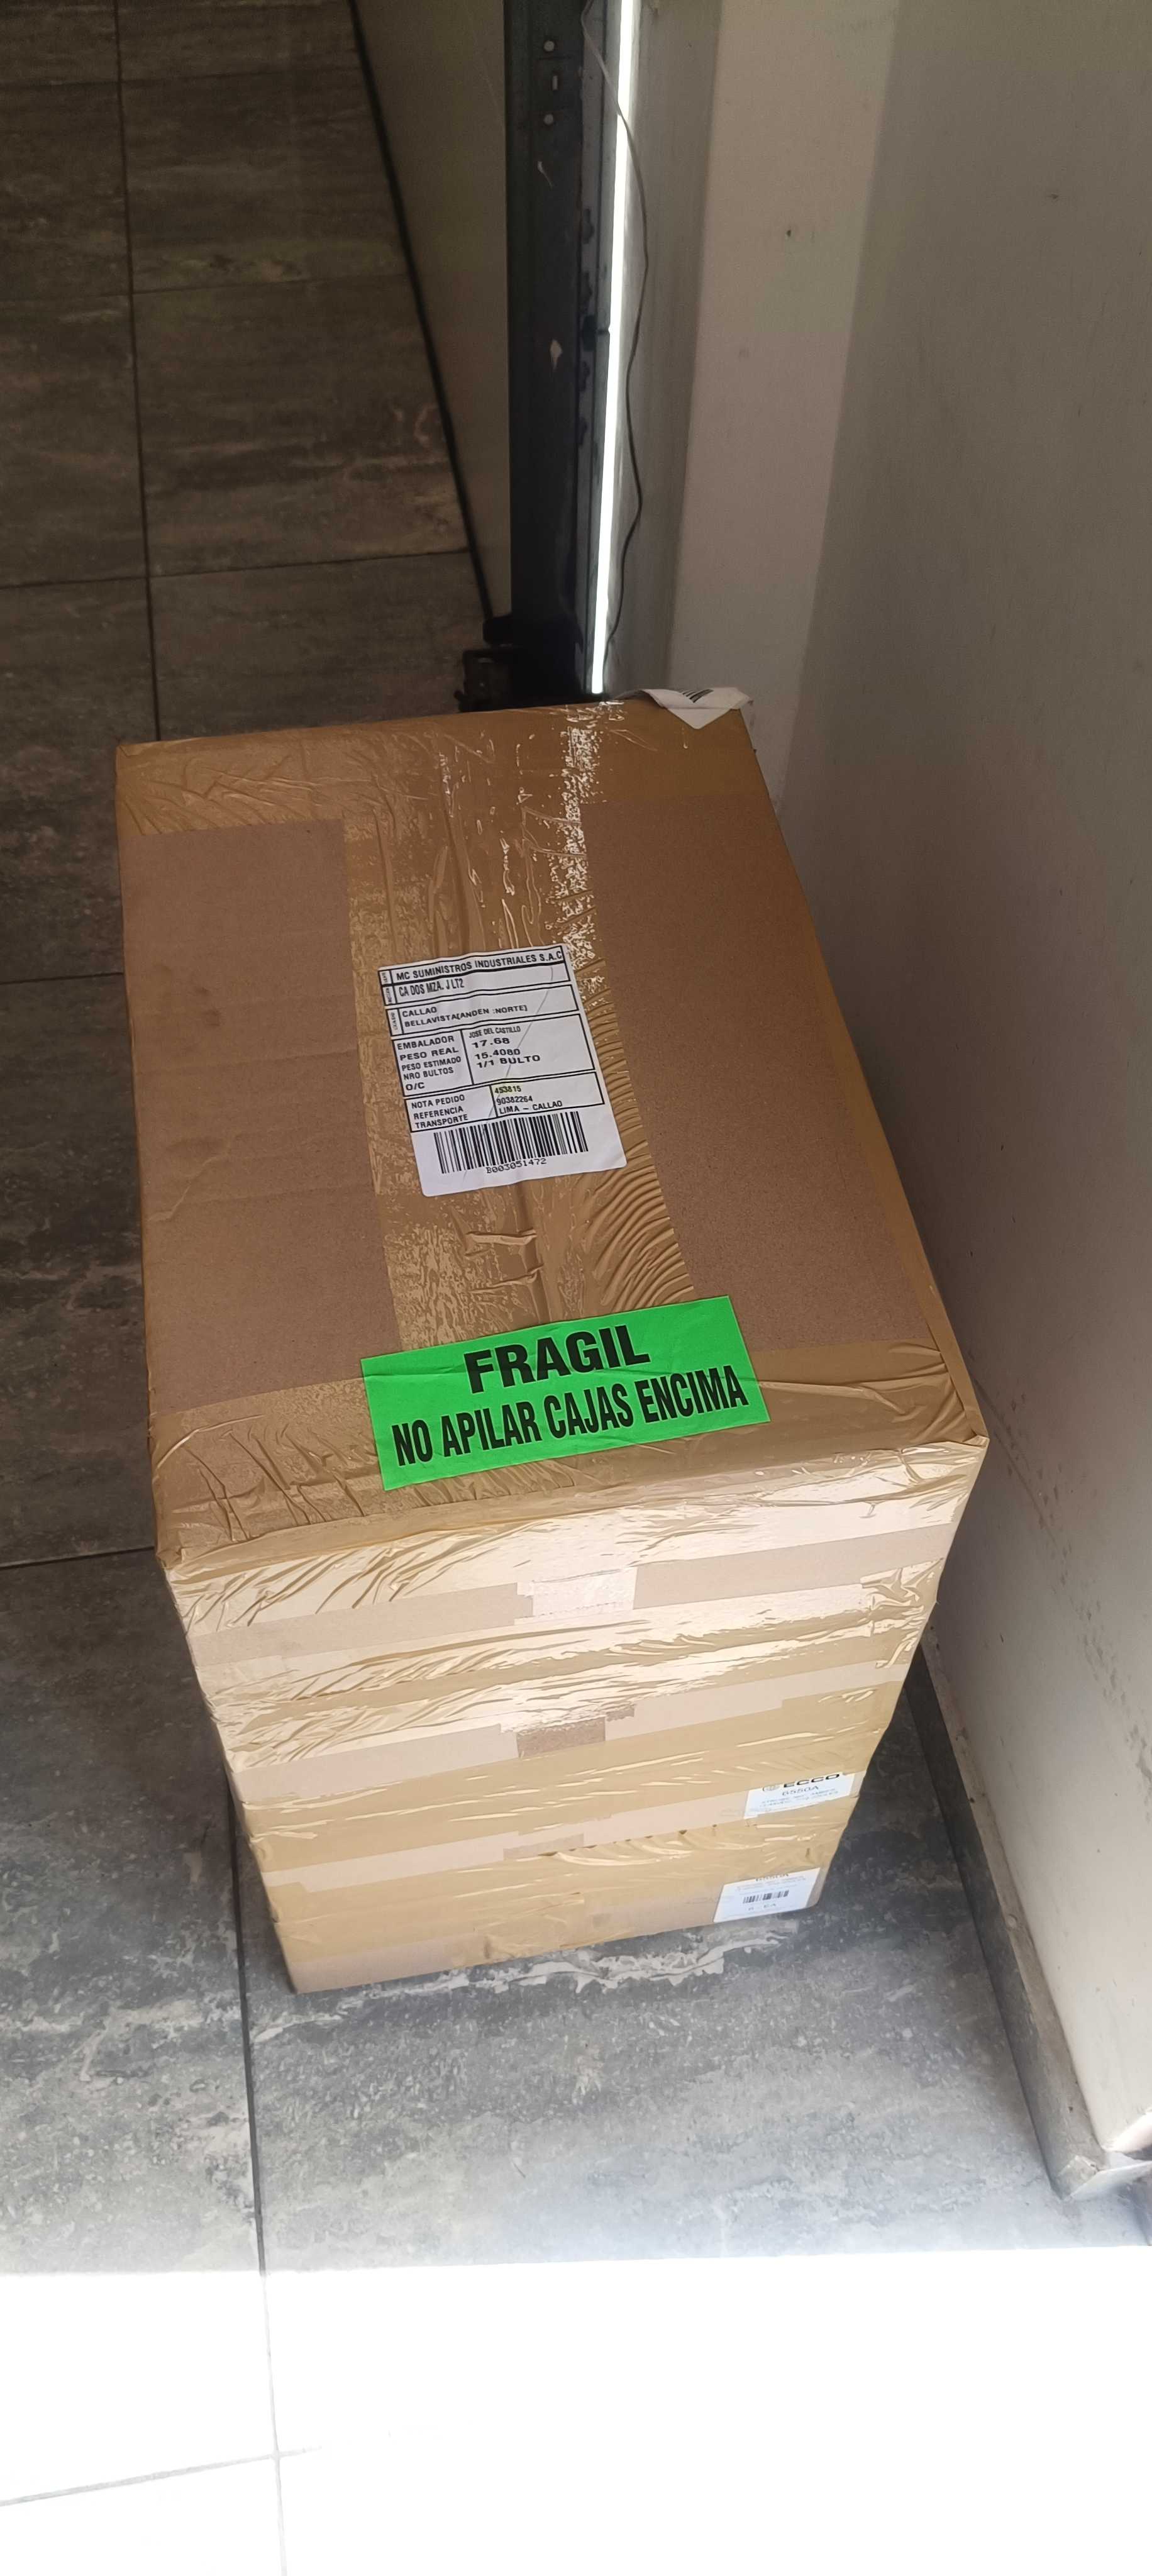 MC SUMINISTROS INDUSTRIALES S.A.C
CA DOS MZA. J LT2
CALLAO
BELLAVISTA[ANDEN :NORTE]
EMBALADOR JOSE DEL CASTILLO
PESO REAL 17.68
PESO ESTIMADO 15.4080
NRO BULTOS 1/1 BULTO
O/C
NOTA PEDIDO 453815
REFERENCIA 90382264
TRANSPORTE LIMA - CALLAO
B003051472
FRAGIL
NO APILAR CAJAS ENCIMA
ECCO
6550A
6550A